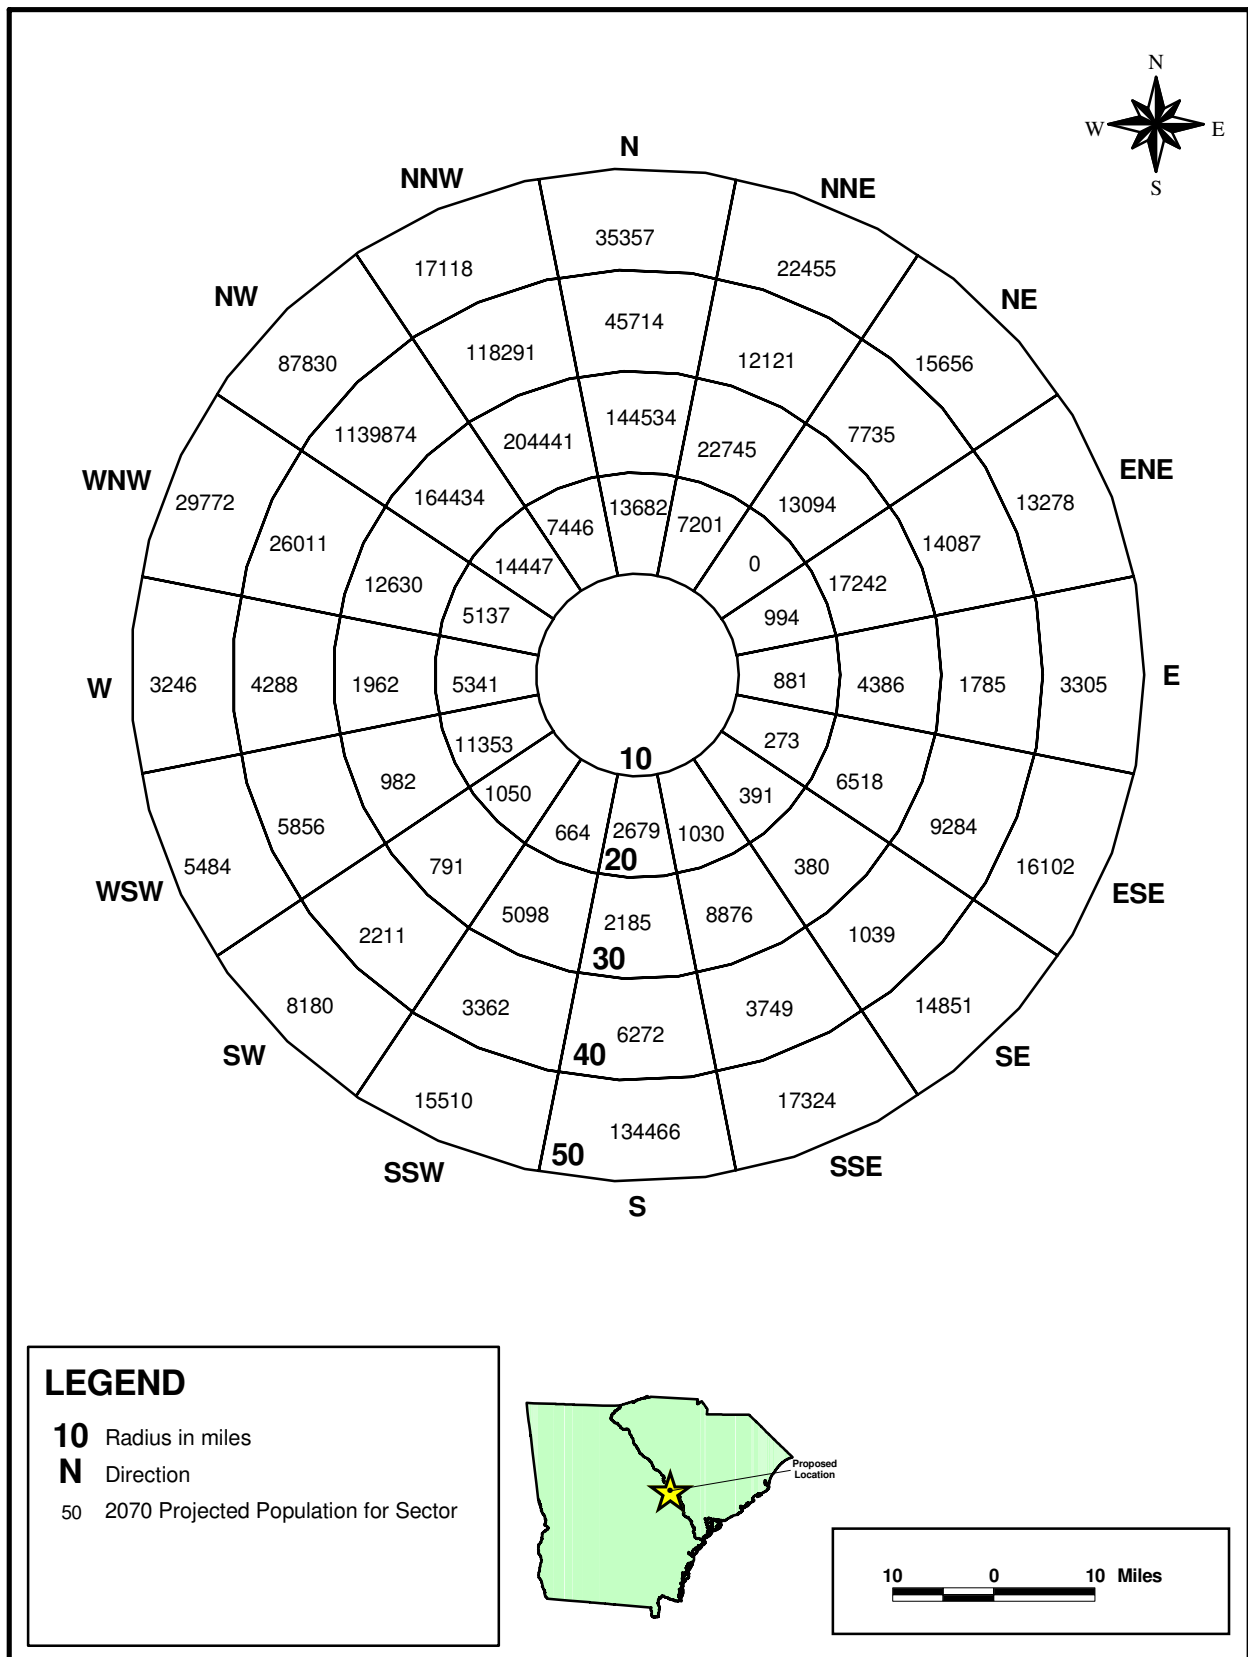 N
W
E
S
N
NNW
NNE
35357
17118
22455
NW
NE
45714
118291
12121
87830
15656
144534
204441
22745
1139874
7735
WNW
ENE
164434
13682
13094
29772
7446
7201
13278
26011
14087
14447
0
12630
17242
5137
994
W
3246
4288
1962
5341
881
4386
1785
3305
E
11353
273
10
982
6518
1050
391
5856
664
2679
1030
9284
20
5484
791
380
16102
WSW
ESE
5098
2185
8876
2211
1039
30
8180
3362
3749
14851
6272
SW
40
SE
15510
17324
134466
50
SSW
SSE
S
LEGEND
10 Radius in miles
N Direction
50 2070 Projected Population for Sector
Proposed
Location
10 0 10 Miles